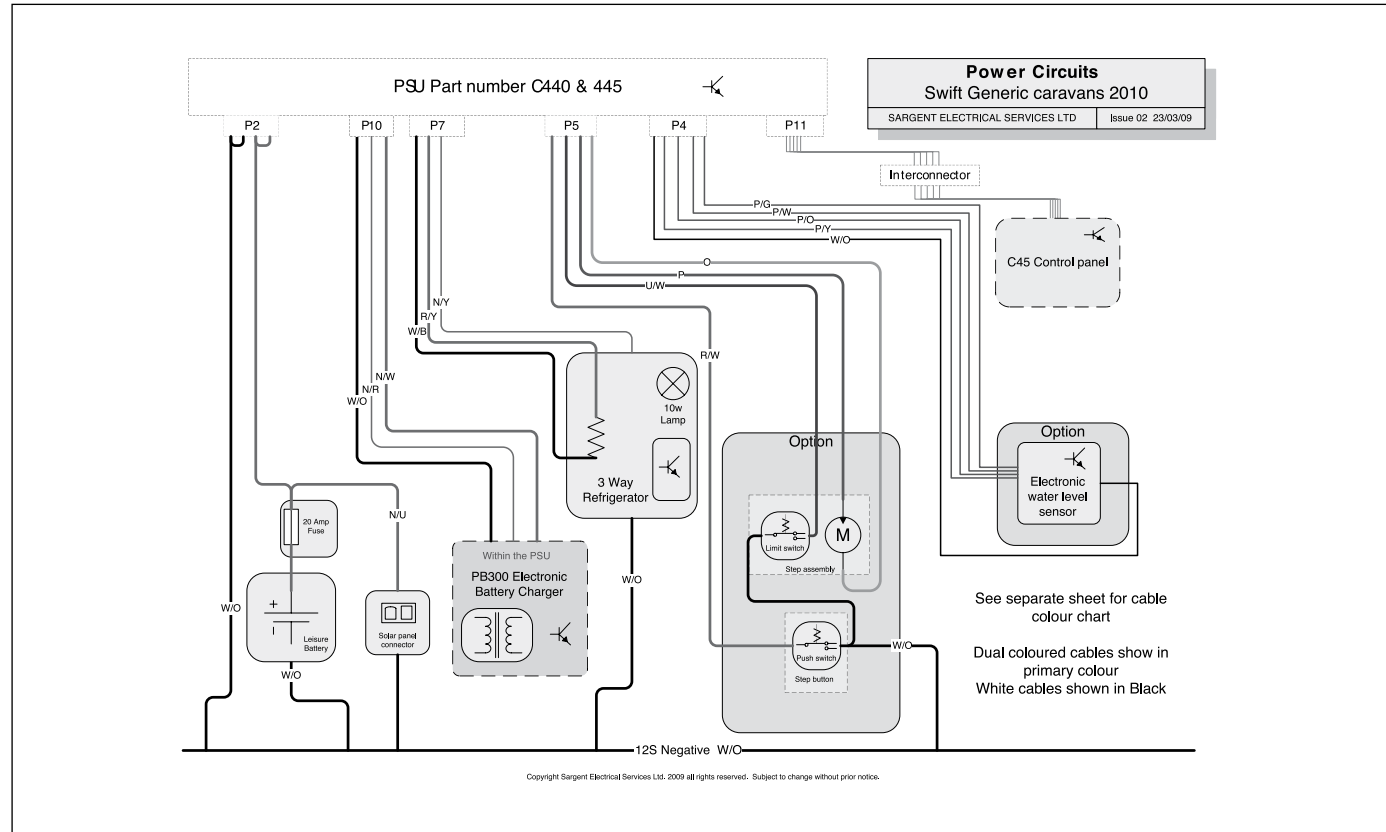 PSU Part number C440 & 445
Power Circuits
Swift Generic caravans 2010
SARGENT ELECTRICAL SERVICES LTD
Issue 02 23/03/09
P2
P10
P7
P5
P4
P11
Interconnector
C45 Control panel
P/G
P/W
P/O
P/Y
W/O
O
P
U/W
N/Y
R/Y
W/B
R/W
N/W
N/R
W/O
10w
Lamp
3 Way
Refrigerator
Option
Option
Electronic
water level
sensor
20 Amp
Fuse
N/U
Limit switch
M
Step assembly
Within the PSU
PB300 Electronic
Battery Charger
W/O
W/O
+
–
Leisure
Battery
Solar panel
connector
W/O
Push switch
W/O
Step button
See separate sheet for cable
colour chart
Dual coloured cables show in
primary colour
White cables shown in Black
12S Negative W/O
Copyright Sargent Electrical Services Ltd. 2009 all rights reserved. Subject to change without prior notice.